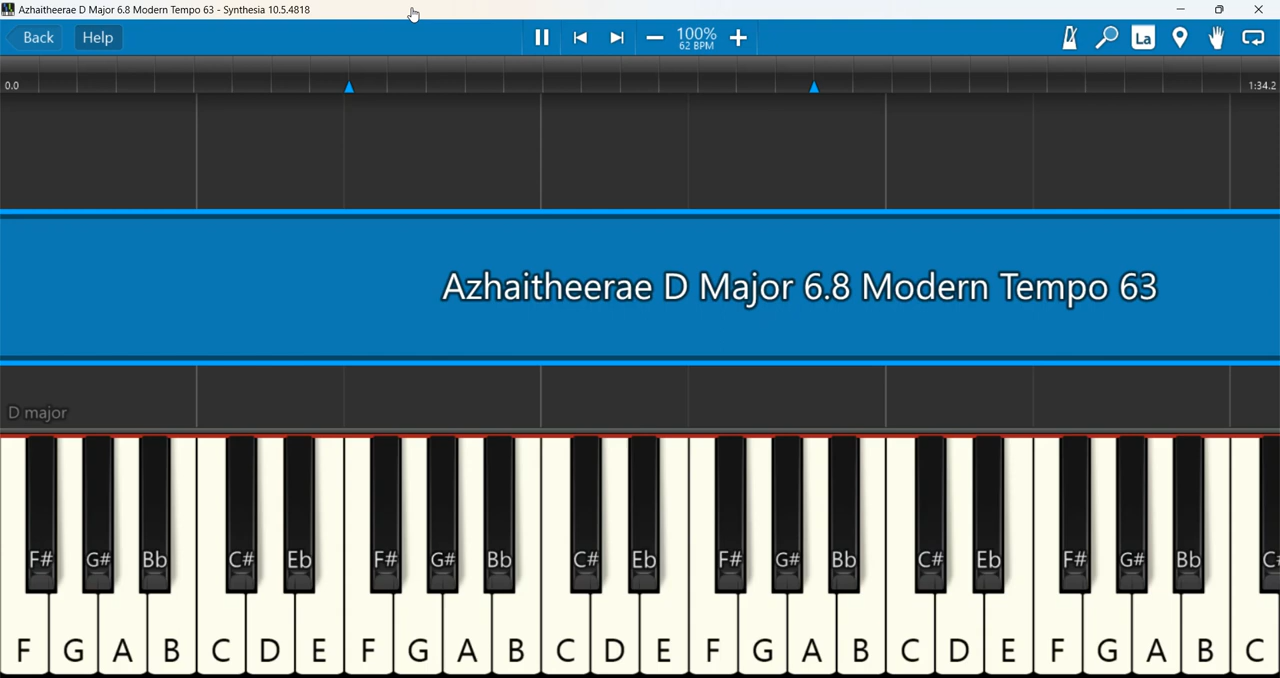 Azhaitheerae D Major 6.8 Modern Tempo 63 - Synthesia 10.5.4818
Back Help 100% La
62 BPM
0.0 1:34.2
Azhaitheerae D Major 6.8 Modern Tempo 63
D major
F# G# Bb C# Eb F# G# Bb C# Eb F# G# Bb C# Eb F# G# Bb C
F G A B C D E F G A B C D E F G A B C D E F G A B C